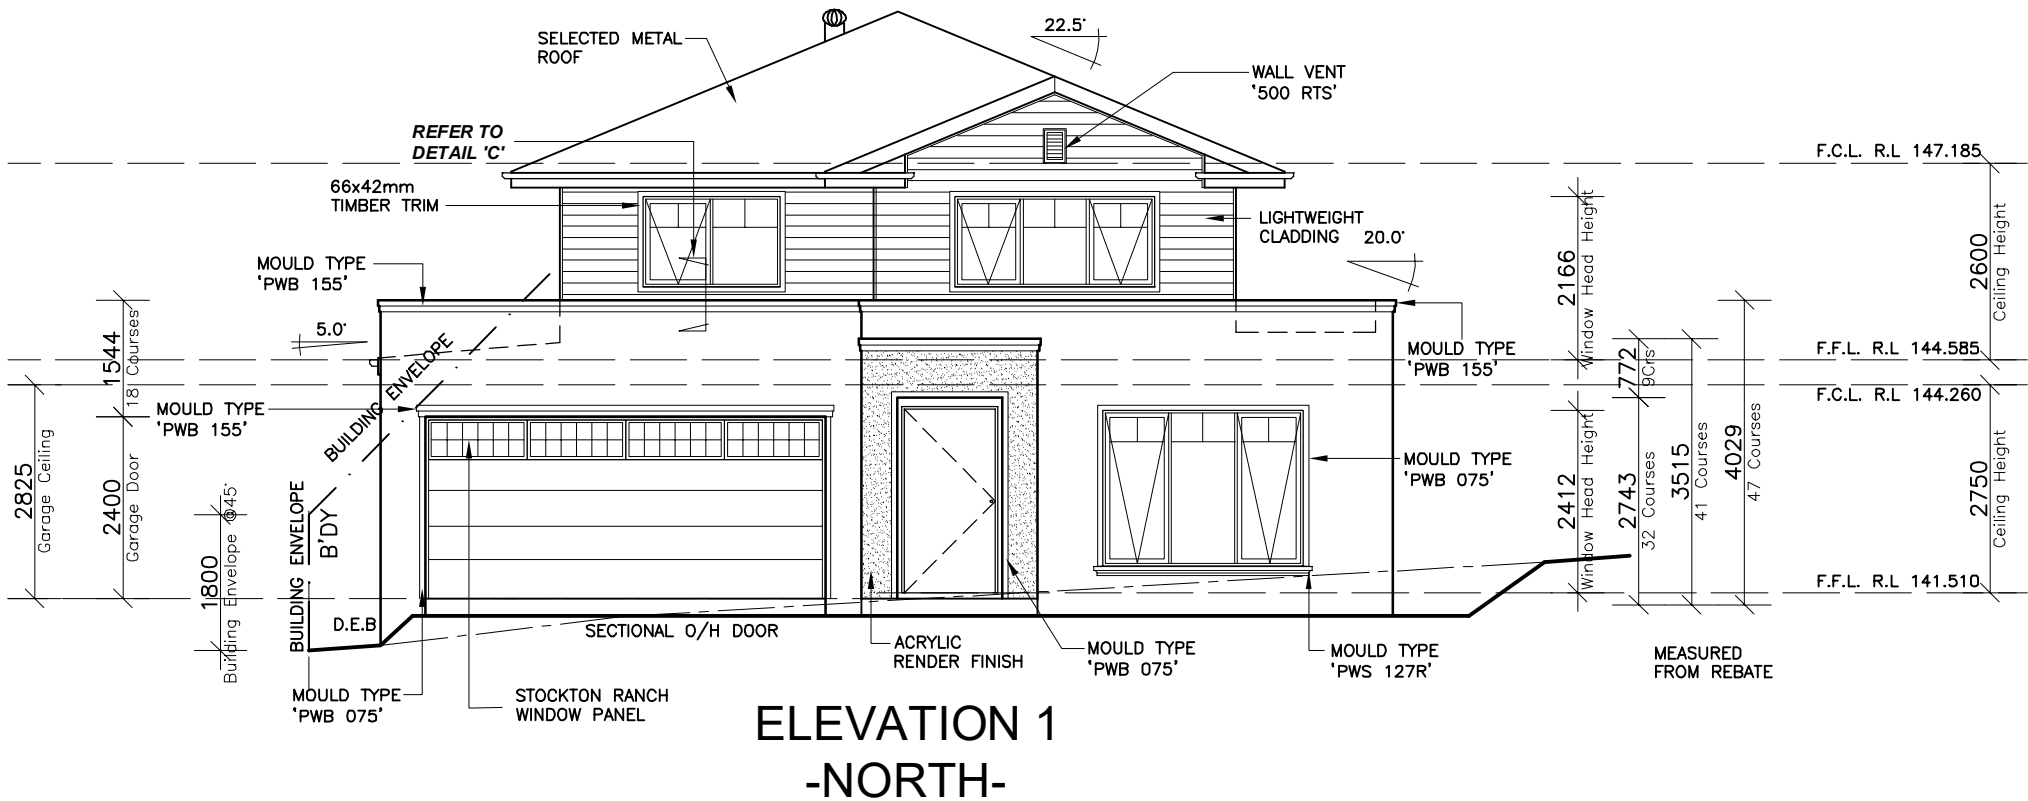 22.5°
SELECTED METAL
ROOF
WALL VENT
'500 RTS'
REFER TO
DETAIL 'C'
F.C.L. R.L 147.185
66x42mm
TIMBER TRIM
LIGHTWEIGHT
CLADDING
20.0°
2166
Window Head Height
2600
Ceiling Height
MOULD TYPE
'PWB 155'
5.0°
1544
18 Courses
BUILDING ENVELOPE
MOULD TYPE
'PWB 155'
F.F.L. R.L 144.585
772
9Crs
F.C.L. R.L 144.260
MOULD TYPE
'PWB 155'
2825
Garage Ceiling
2400
Garage Door
1800
Building Envelope @45°
BUILDING ENVELOPE
B'DY
MOULD TYPE
'PWB 075'
2412
Window Head Height
2743
32 Courses
3515
41 Courses
4029
47 Courses
2750
Ceiling Height
F.F.L. R.L 141.510
D.E.B
SECTIONAL O/H DOOR
ACRYLIC
RENDER FINISH
MOULD TYPE
'PWB 075'
MOULD TYPE
'PWS 127R'
MEASURED
FROM REBATE
MOULD TYPE
'PWB 075'
STOCKTON RANCH
WINDOW PANEL
ELEVATION 1
-NORTH-